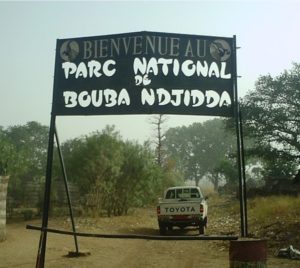 BIENVENUE AU
PARC NATIONAL
DE
BOUBA NDJIDDA
TOYOTA